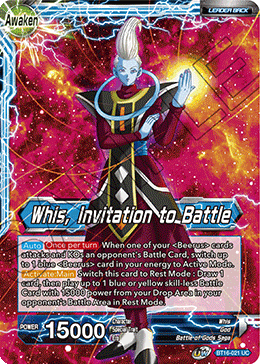 LEADER BACK
Awaken
Whis, Invitation to Battle
Auto Once per turn When one of your <Beerus> cards
attacks and KOs an opponent's Battle Card, switch up
to 1 blue <Beerus> card in your energy to Active Mode.
Activate:Main Switch this card to Rest Mode : Draw 1
card, then play up to 1 blue or yellow skill-less Battle
Card with 15000 power from your Drop Area in your
opponent's Battle Area in Rest Mode.
POWER 15000
Character Whis
Special Trait God
Era Battle of Gods Saga
BT16-021 UC